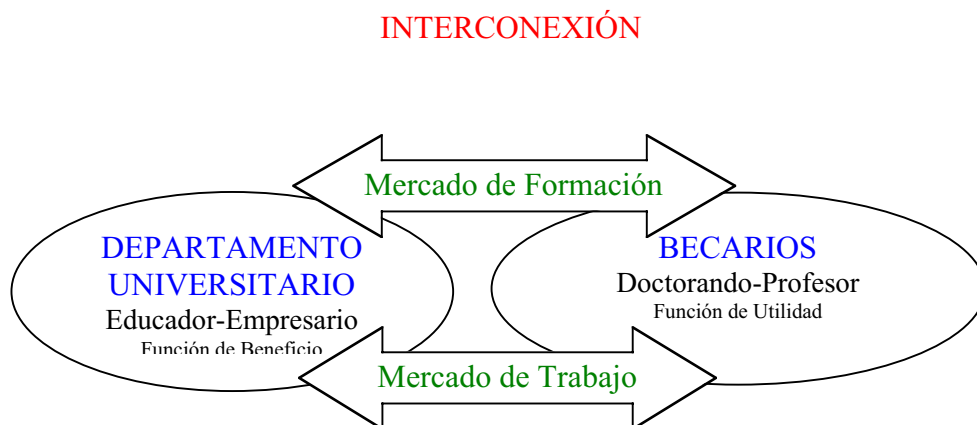 INTERCONEXIÓN
Mercado de Formación
DEPARTAMENTO
UNIVERSITARIO
Educador-Empresario
Función de Beneficio
BECARIOS
Doctorando-Profesor
Función de Utilidad
Mercado de Trabajo